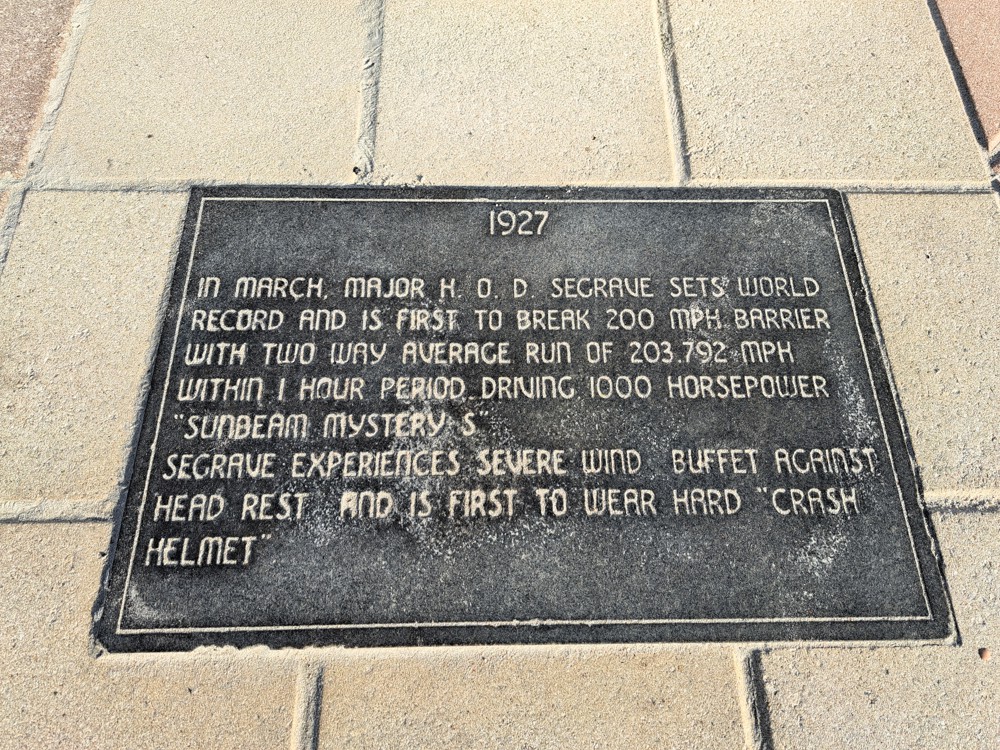 1927
IN MARCH, MAJOR H. O. D. SEGRAVE SETS WORLD
RECORD AND IS FIRST TO BREAK 200 MPH BARRIER
WITH TWO WAY AVERAGE RUN OF 203.792 MPH
WITHIN 1 HOUR PERIOD DRIVING 1000 HORSEPOWER
"SUNBEAM MYSTERY S"
SEGRAVE EXPERIENCES SEVERE WIND BUFFET AGAINST
HEAD REST AND IS FIRST TO WEAR HARD "CRASH
HELMET"